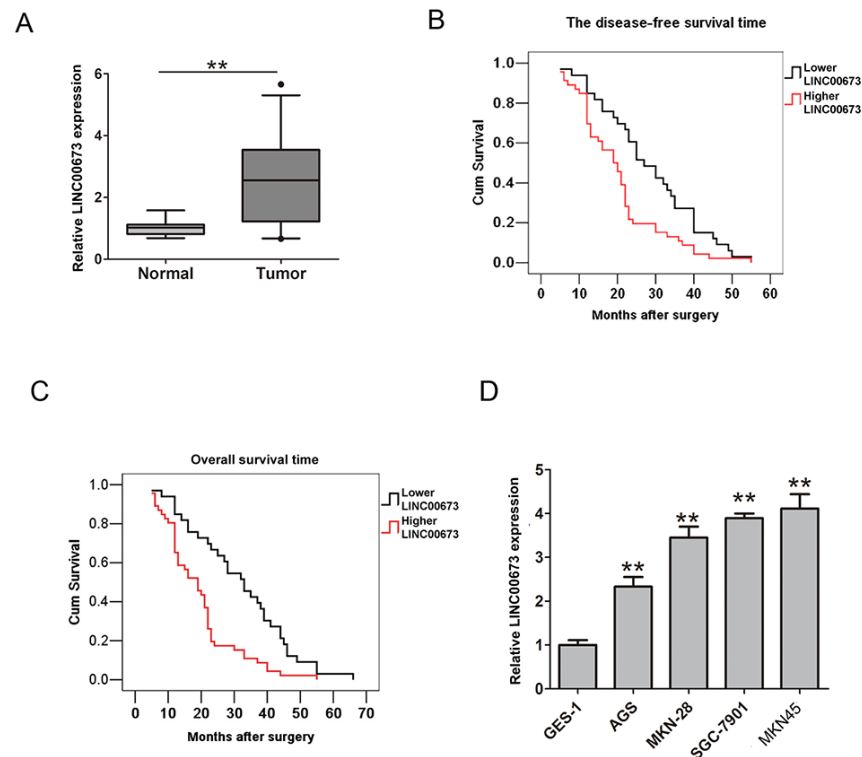 A
**
Relative LINC00673 expression
6
4
2
0
Normal
Tumor
B
The disease-free survival time
Cum Survival
1.0
0.8
0.6
0.4
0.2
0.0
0
10
20
30
40
50
60
Months after surgery
Lower
LINC00673
Higher
LINC00673
C
Overall survival time
Cum Survival
1.0
0.8
0.6
0.4
0.2
0.0
0
10
20
30
40
50
60
70
Months after surgery
Lower
LINC00673
Higher
LINC00673
D
Relative LINC00673 expression
5
4
3
2
1
0
**
**
**
**
GES-1
AGS
MKN-28
SGC-7901
MKN45